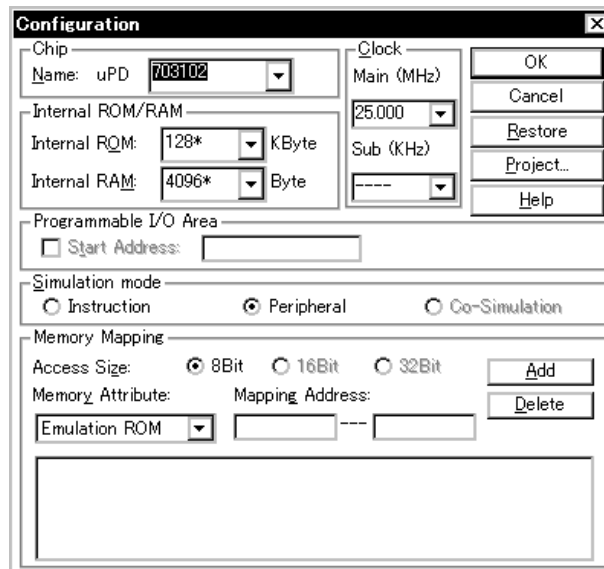 Configuration
Chip
Name: uPD 703102
Internal ROM/RAM
Internal ROM: 128* KByte
Internal RAM: 4096* Byte
Clock
Main (MHz)
25.000
Sub (KHz)
----
OK
Cancel
Restore
Project...
Help
Programmable I/O Area
Start Address:
Simulation mode
Instruction Peripheral Co-Simulation
Memory Mapping
Access Size: 8Bit 16Bit 32Bit
Memory Attribute: Mapping Address:
Emulation ROM ---
Add
Delete